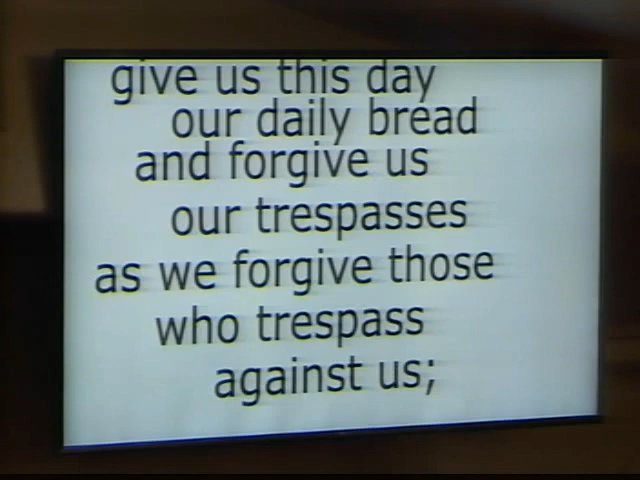 give us this day
our daily bread
and forgive us
our trespasses
as we forgive those
who trespass
against us;